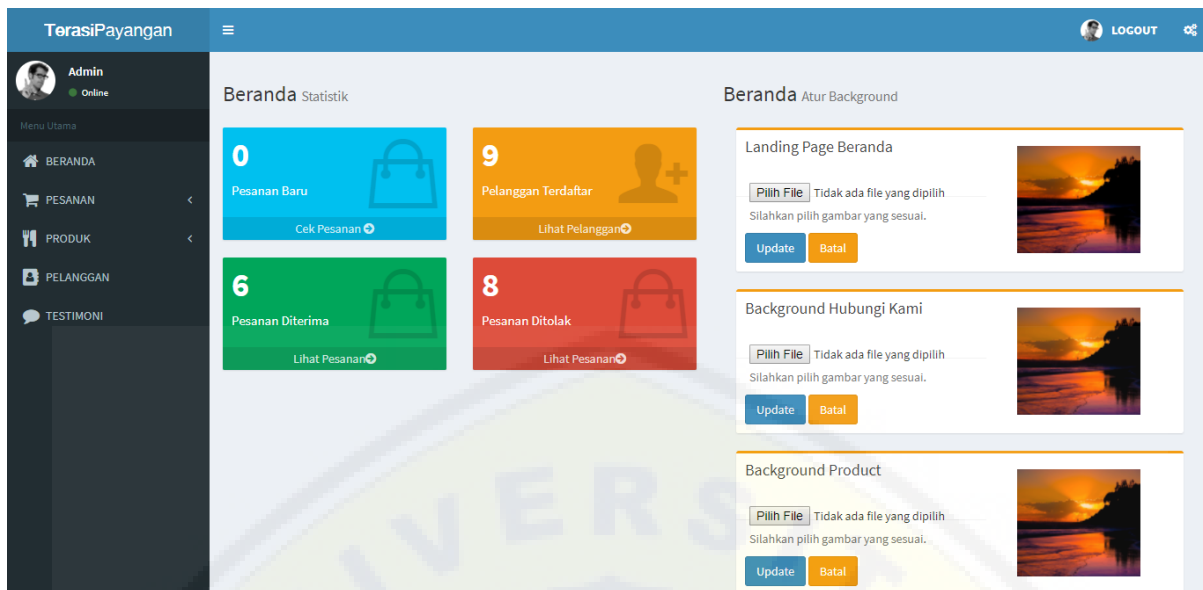 TerasiPayangan
LOGOUT
Admin
Online
Menu Utama
BERANDA
PESANAN
PRODUK
PELANGGAN
TESTIMONI
Beranda Statistik
0
Pesanan Baru
Cek Pesanan
9
Pelanggan Terdaftar
Lihat Pelanggan
6
Pesanan Diterima
Lihat Pesanan
8
Pesanan Ditolak
Lihat Pesanan
Beranda Atur Background
Landing Page Beranda
Pilih File Tidak ada file yang dipilih
Silahkan pilih gambar yang sesuai.
Update Batal
Background Hubungi Kami
Pilih File Tidak ada file yang dipilih
Silahkan pilih gambar yang sesuai.
Update Batal
Background Product
Pilih File Tidak ada file yang dipilih
Silahkan pilih gambar yang sesuai.
Update Batal